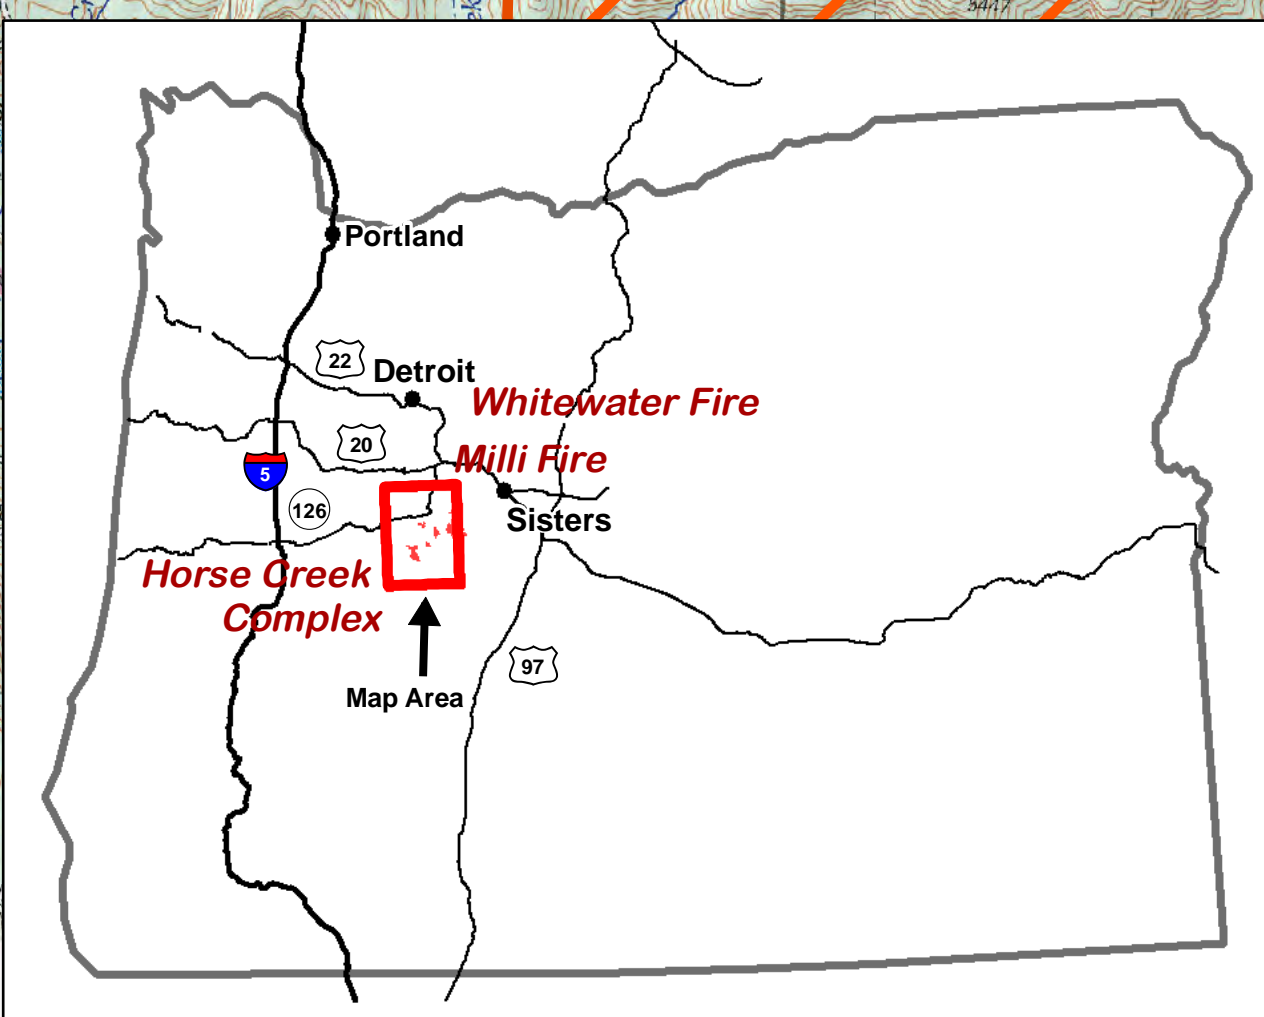 Portland
22
Detroit
Whitewater Fire
20
Milli Fire
5
126
Sisters
Horse Creek
Complex
97
Map Area